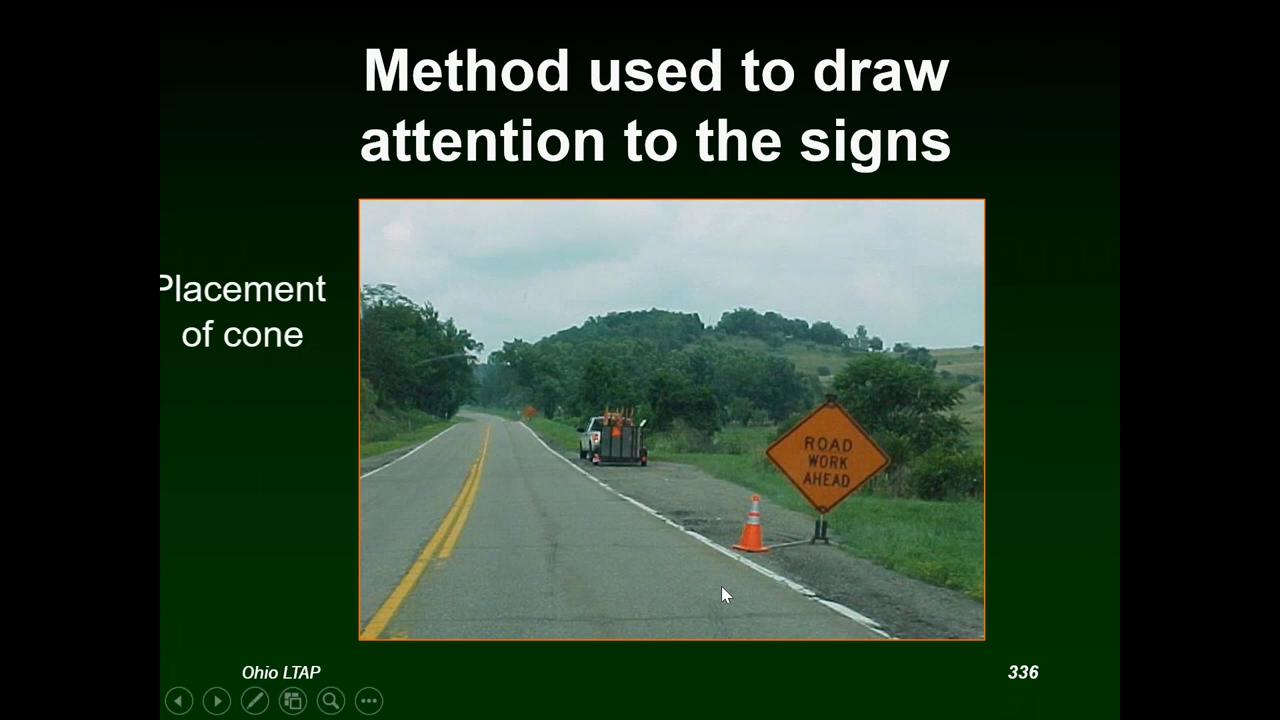 Method used to draw
attention to the signs
Placement
of cone
ROAD
WORK
AHEAD
Ohio LTAP
336